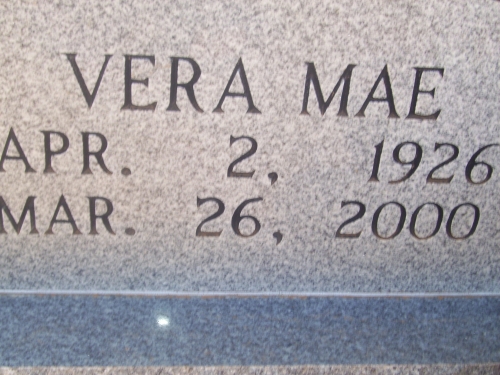 VERA MAE
APR. 2, 1926
MAR. 26, 2000